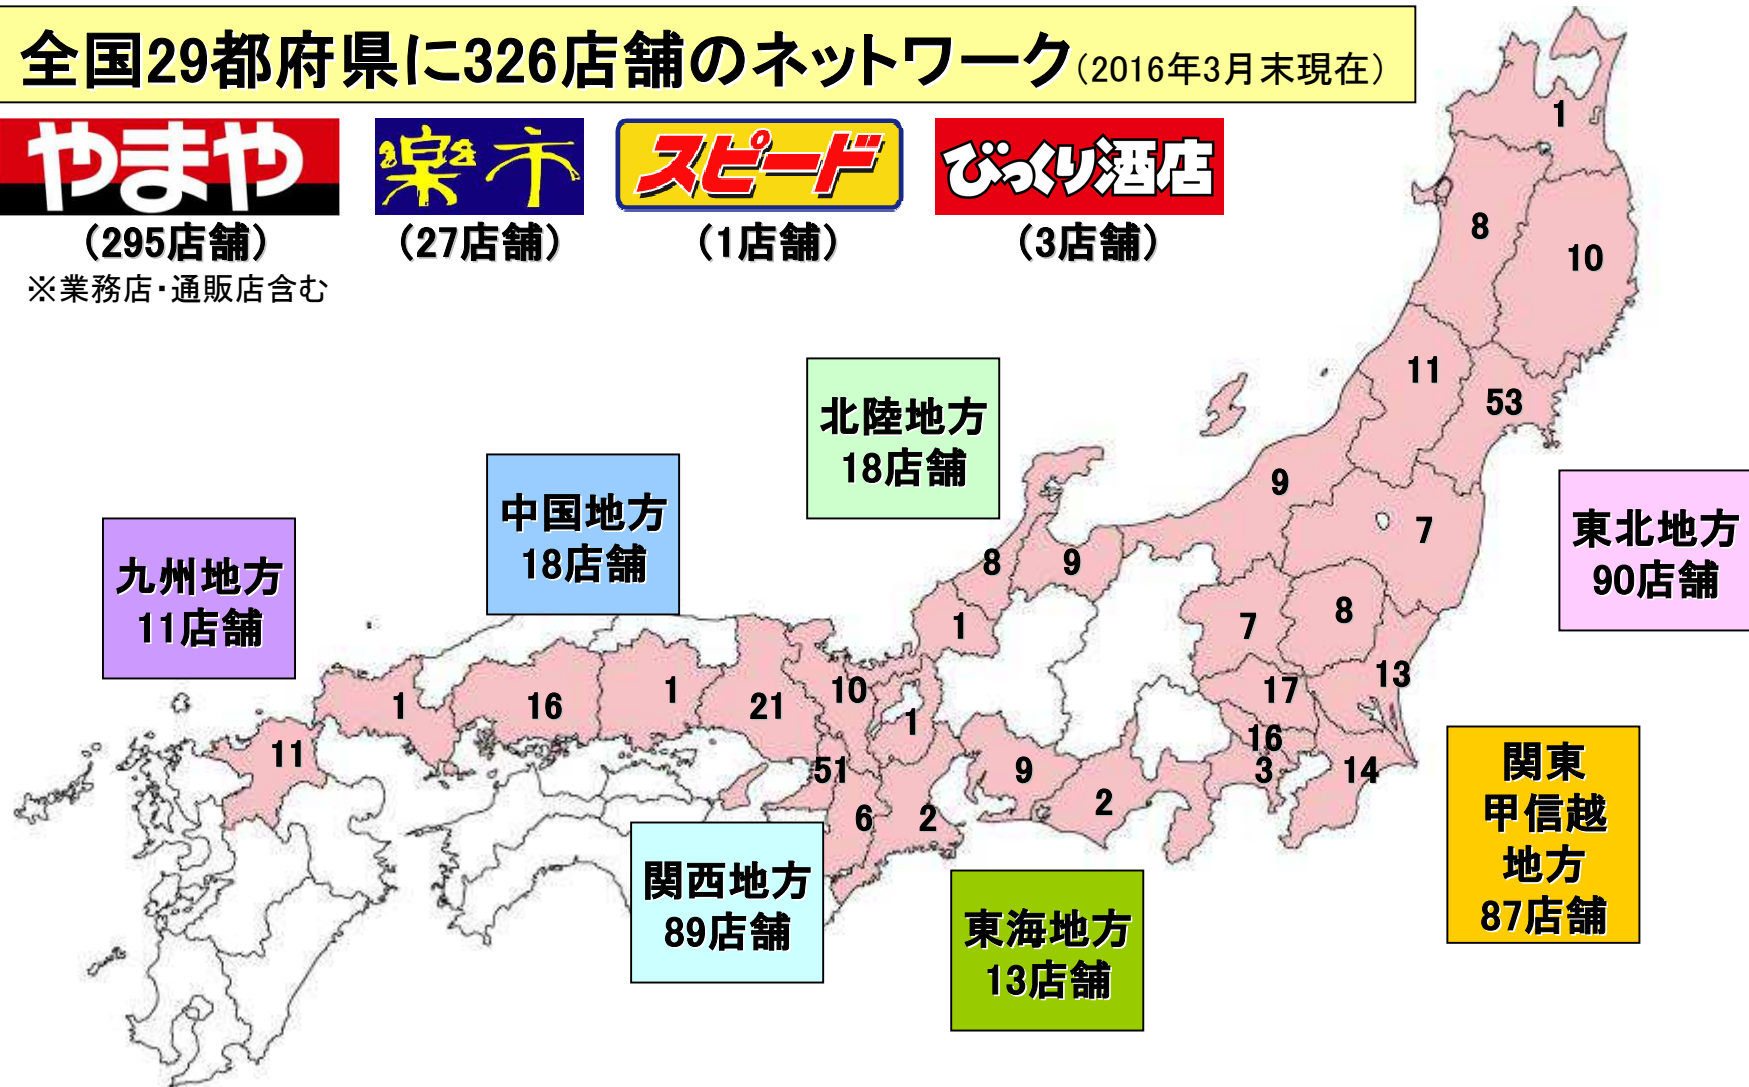 全国29都府県に326店舗のネットワーク(2016年3月末現在)
やまや 楽市 スピード びっくり酒店
(295店舗) (27店舗) (1店舗) (3店舗)
※業務店・通販店含む
1
8
10
11
53
9
7
北陸地方
18店舗
中国地方
18店舗
九州地方
11店舗
東北地方
90店舗
8
9
1
7
8
13
17
16
3
14
1
16
1
21
10
1
11
51
6
2
9
2
関西地方
89店舗
東海地方
13店舗
関東
甲信越
地方
87店舗